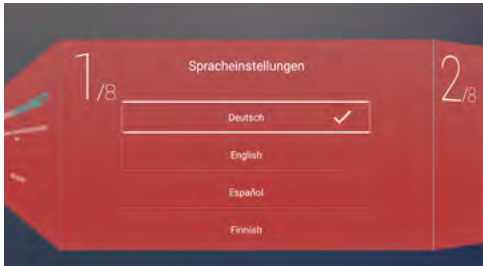 1/8
Spracheinstellungen
2/8
Deutsch
English
Español
Finnish